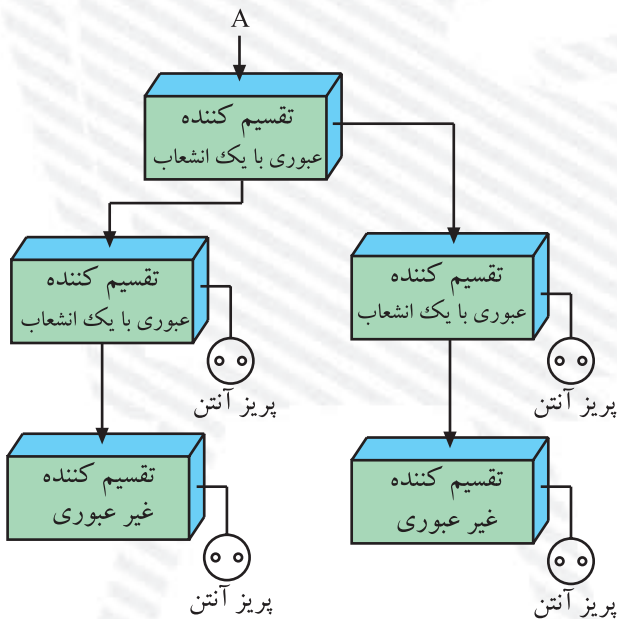 A
تقسیم کننده
عبوری با یک انشعاب
تقسیم کننده
عبوری با یک انشعاب
تقسیم کننده
عبوری با یک انشعاب
پریز آنتن
پریز آنتن
تقسیم کننده
غیر عبوری
تقسیم کننده
غیر عبوری
پریز آنتن
پریز آنتن